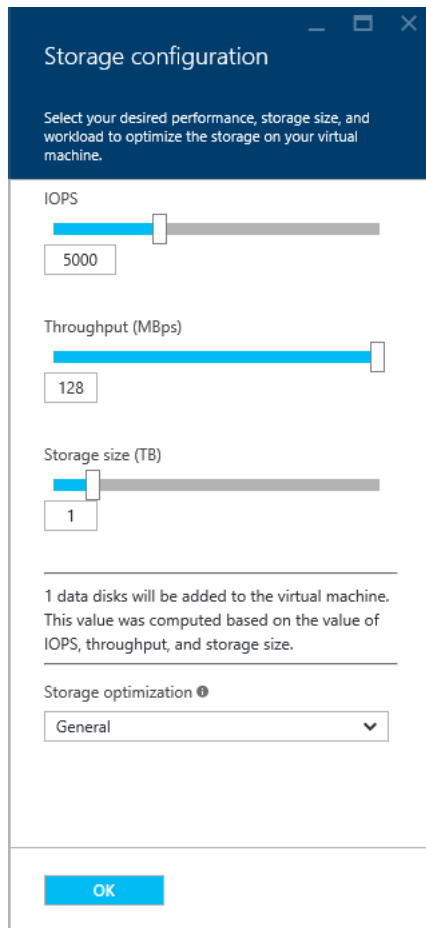 Storage configuration
Select your desired performance, storage size, and
workload to optimize the storage on your virtual
machine.
IOPS
5000
Throughput (MBps)
128
Storage size (TB)
1
1 data disks will be added to the virtual machine.
This value was computed based on the value of
IOPS, throughput, and storage size.
Storage optimization
General
OK